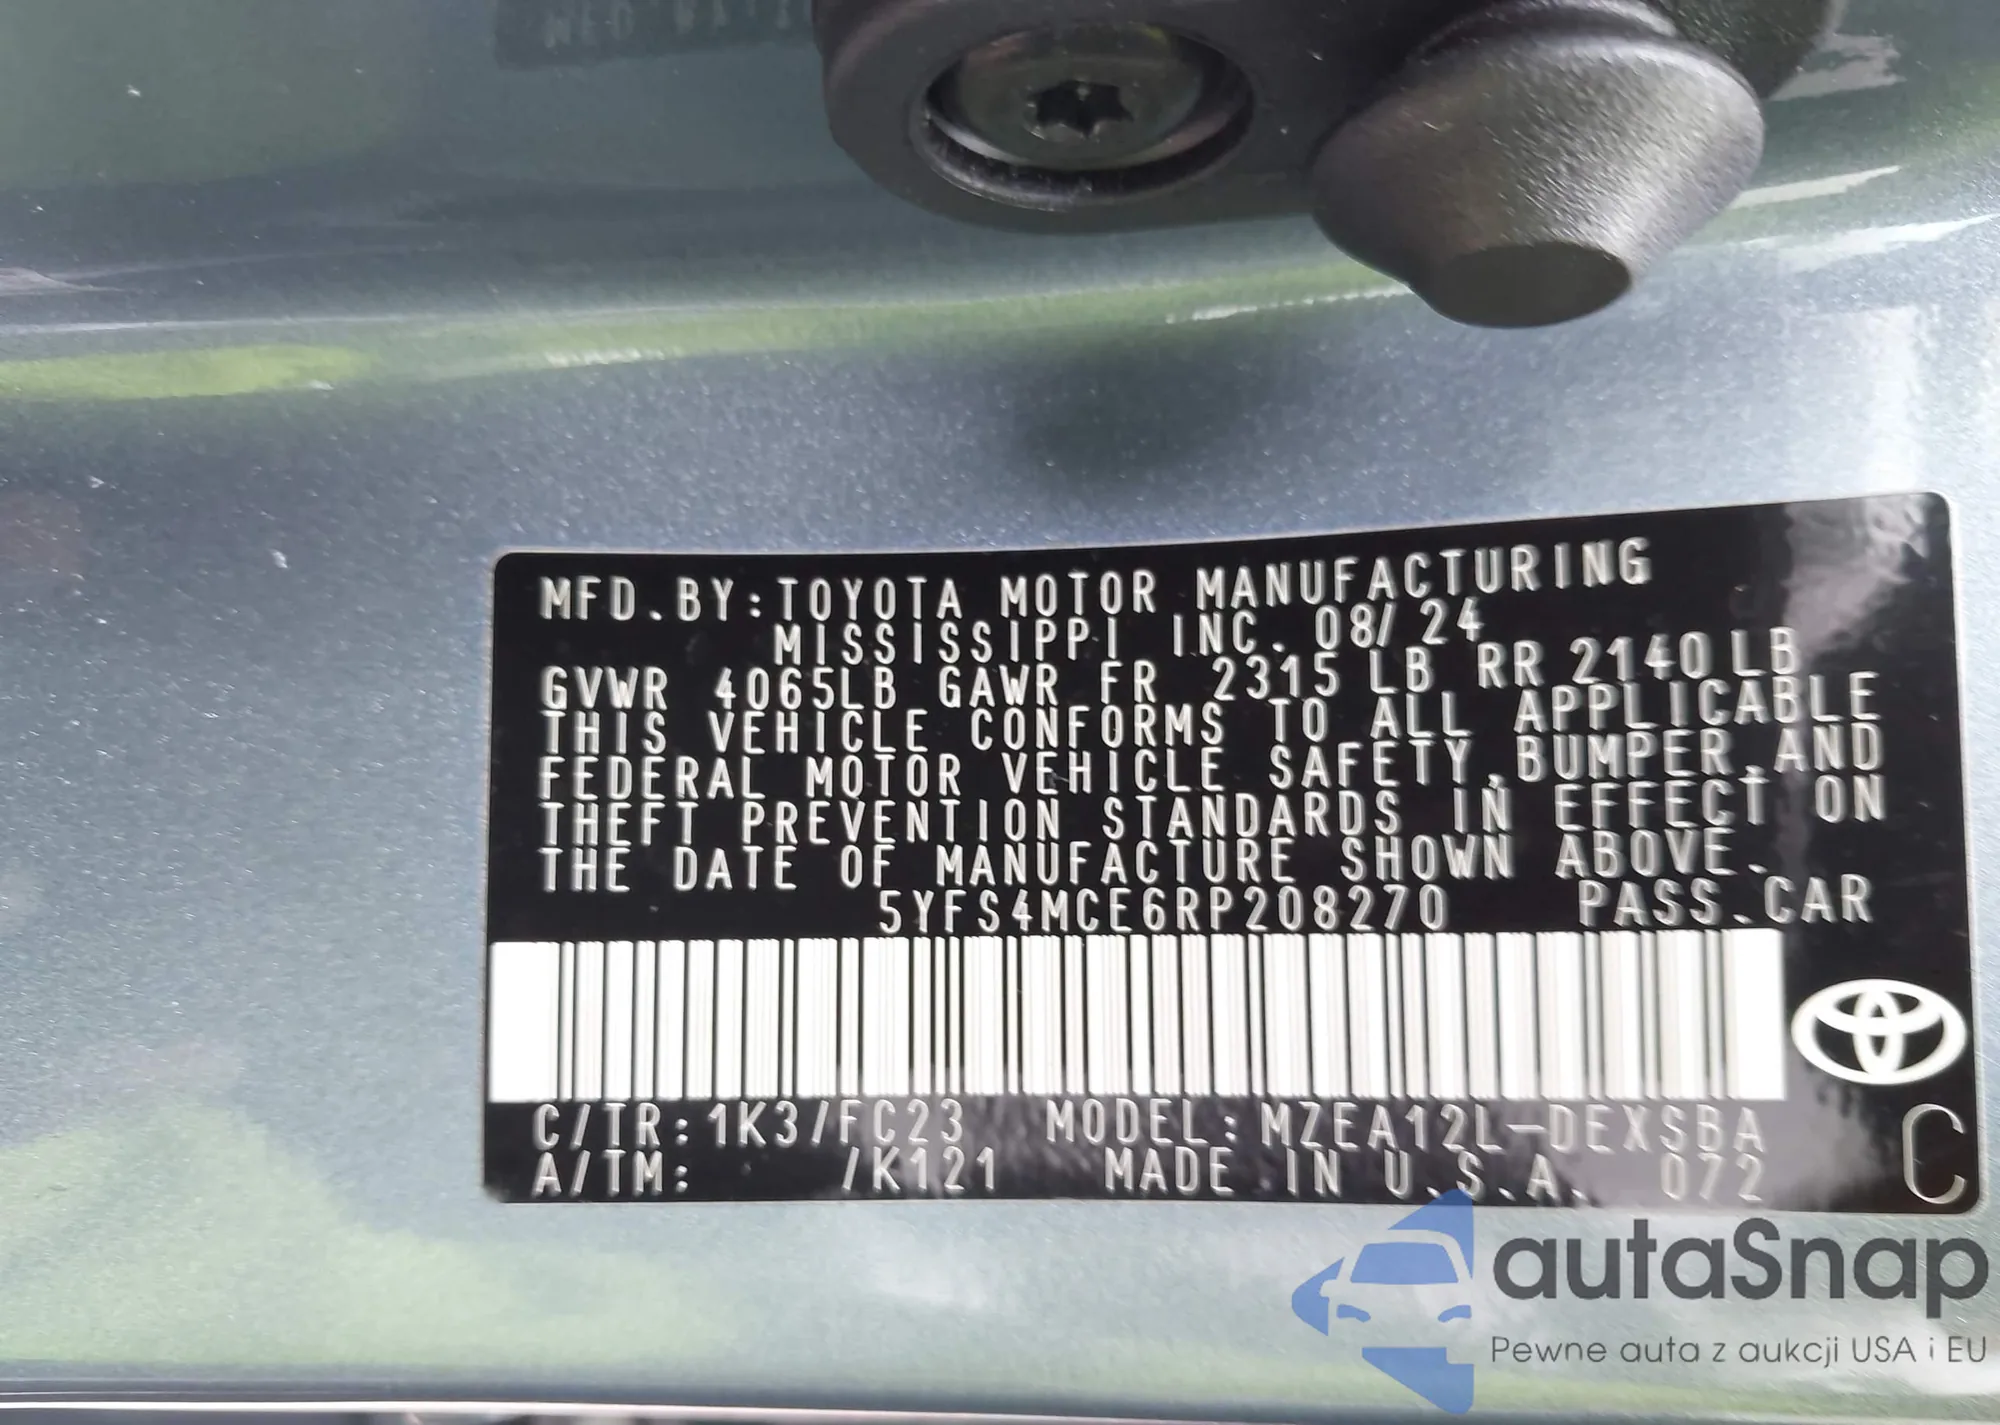 MFD.BY:TOYOTA MOTOR MANUFACTURING
MISSISSIPPI INC. 08/24
GVWR 4065LB GAWR FR 2315 LB RR 2140LB
THIS VEHICLE CONFORMS TO ALL APPLICABLE
FEDERAL MOTOR VEHICLE SAFETY,BUMPER,AND
THEFT PREVENTION STANDARDS IN EFFECT ON
THE DATE OF MANUFACTURE SHOWN ABOVE.
5YFS4MCE6RP208270 PASS.CAR
C/TR:1K3/FC23 MODEL:MZEA12L-DEXSBA
A/TM: /K121 MADE IN U.S.A. 072
C
autaSnap
Pewne auta z aukcji USA i EU